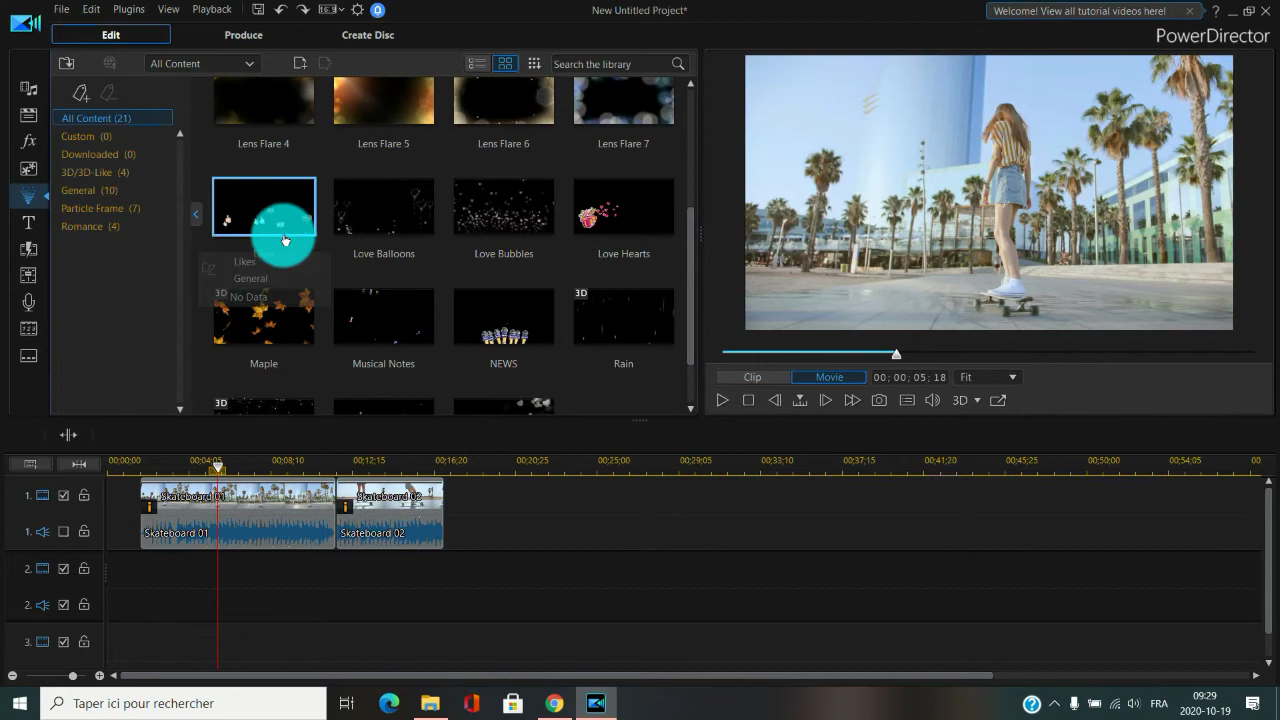 File Edit Plugins View Playback
New Untitled Project*
Welcome! View all tutorial videos here!
?
Edit Produce Create Disc
PowerDirector
All Content
Search the library
All Content (21)
Custom (0)
Downloaded (0)
3D/3D-Like (4)
General (10)
Particle Frame (7)
Romance (4)
Lens Flare 4 Lens Flare 5 Lens Flare 6 Lens Flare 7
Love Balloons Love Bubbles Love Hearts
Likes
General
No Data
3D 3D
Maple Musical Notes NEWS Rain
3D
Clip Movie 00; 00; 05; 18 Fit
3D
00;00;00 00;04;05 00;08;10 00;12;15 00;16;20 00;20;25 00;25;00 00;29;05 00;33;10 00;37;15 00;41;20 00;45;25 00;50;00 00;54;05 00
1. Skateboard 01 Skateboard 02
1. Skateboard 01 Skateboard 02
2.
2.
3.
Taper ici pour rechercher
FRA
09:29
2020-10-19